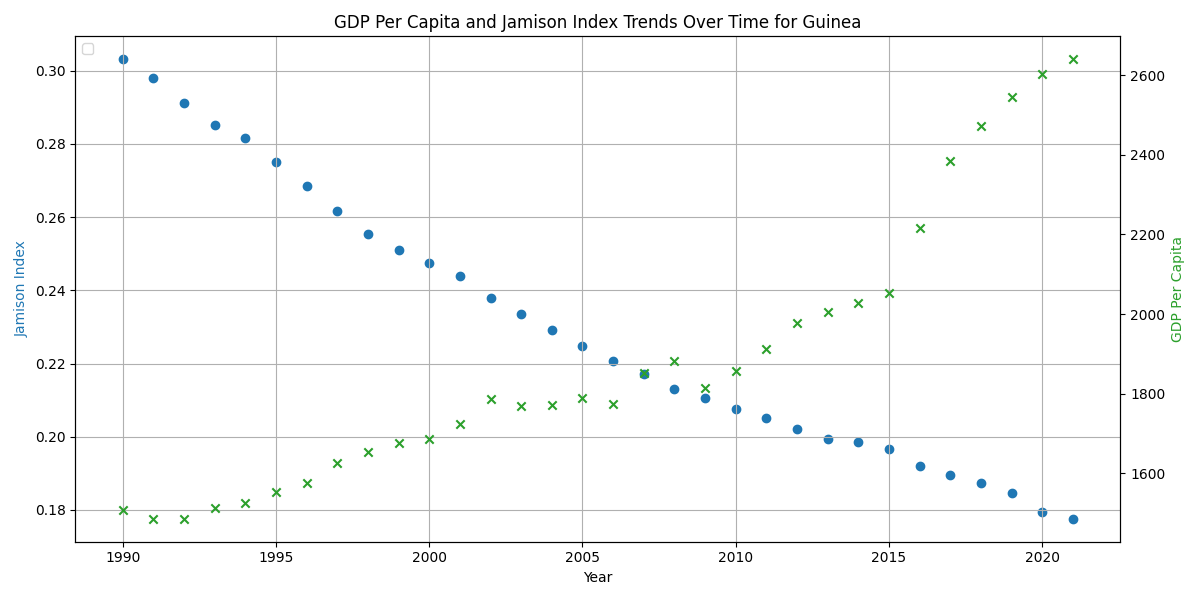 GDP Per Capita and Jamison Index Trends Over Time for Guinea
Jamison Index
0.30
0.28
0.26
0.24
0.22
0.20
0.18
2600
2400
2200
2000
1800
1600
GDP Per Capita
1990 1995 2000 2005 2010 2015 2020
Year